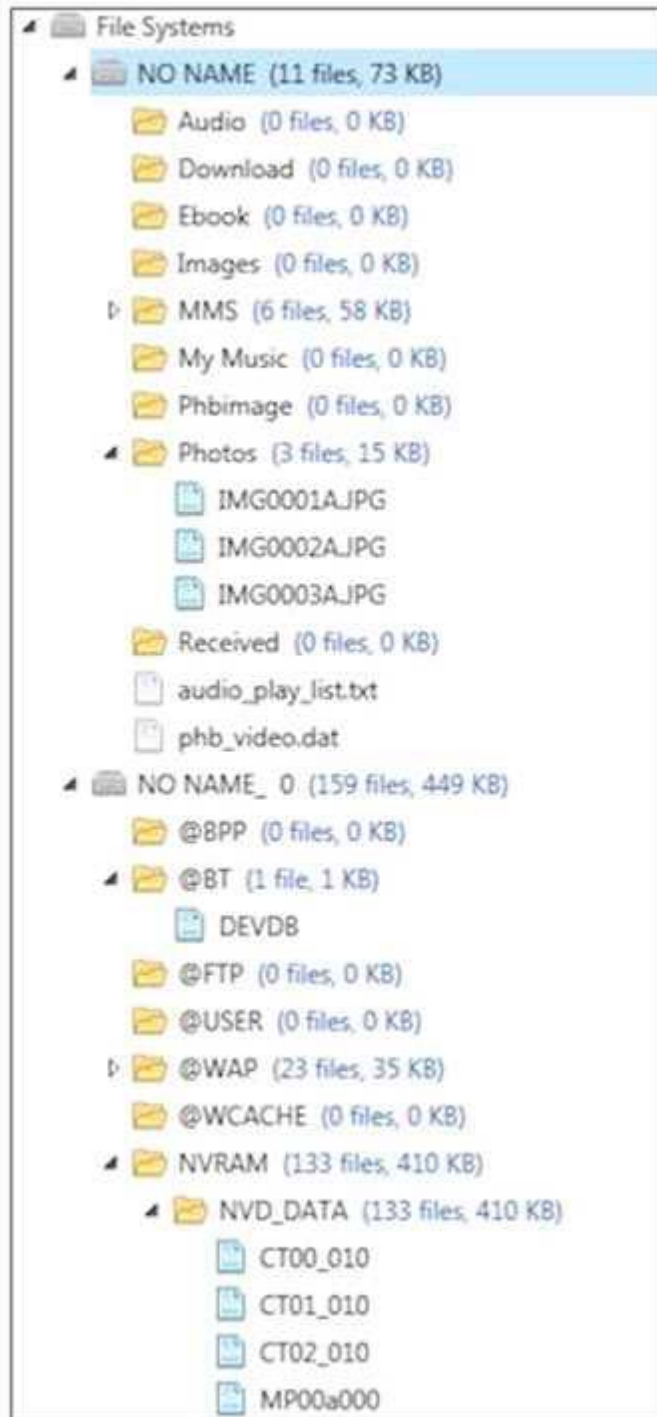 File Systems
NO NAME (11 files, 73 KB)
Audio (0 files, 0 KB)
Download (0 files, 0 KB)
Ebook (0 files, 0 KB)
Images (0 files, 0 KB)
MMS (6 files, 58 KB)
My Music (0 files, 0 KB)
Phbimage (0 files, 0 KB)
Photos (3 files, 15 KB)
IMG0001A.JPG
IMG0002A.JPG
IMG0003A.JPG
Received (0 files, 0 KB)
audio_play_list.txt
phb_video.dat
NO NAME_ 0 (159 files, 449 KB)
@BPP (0 files, 0 KB)
@BT (1 file, 1 KB)
DEVDB
@FTP (0 files, 0 KB)
@USER (0 files, 0 KB)
@WAP (23 files, 35 KB)
@WCACHE (0 files, 0 KB)
NVRAM (133 files, 410 KB)
NVD_DATA (133 files, 410 KB)
CT00_010
CT01_010
CT02_010
MP00a000